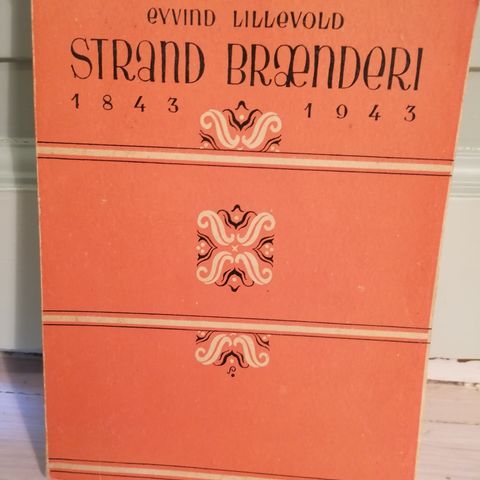 eyvind lillevold
Strand Brænderi
1843 1943